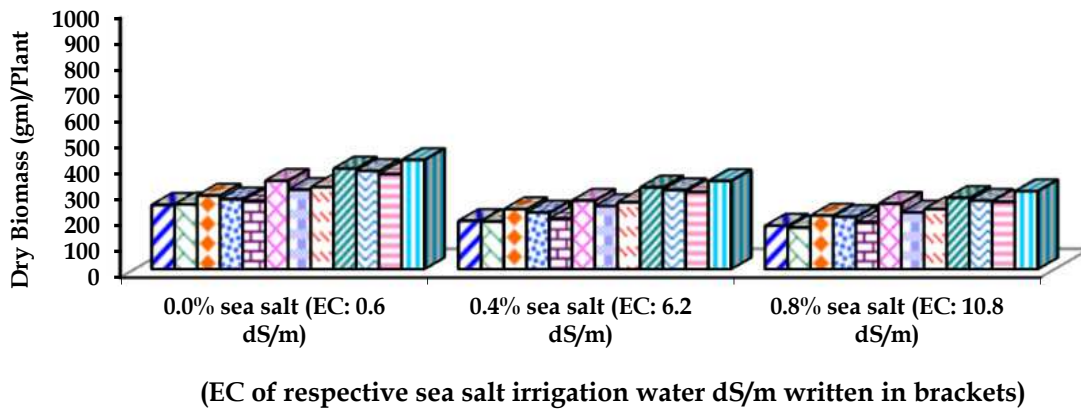 Dry Biomass (gm)/Plant
1000
900
800
700
600
500
400
300
200
100
0
0.0% sea salt (EC: 0.6
dS/m)
0.4% sea salt (EC: 6.2
dS/m)
0.8% sea salt (EC: 10.8
dS/m)
(EC of respective sea salt irrigation water dS/m written in brackets)